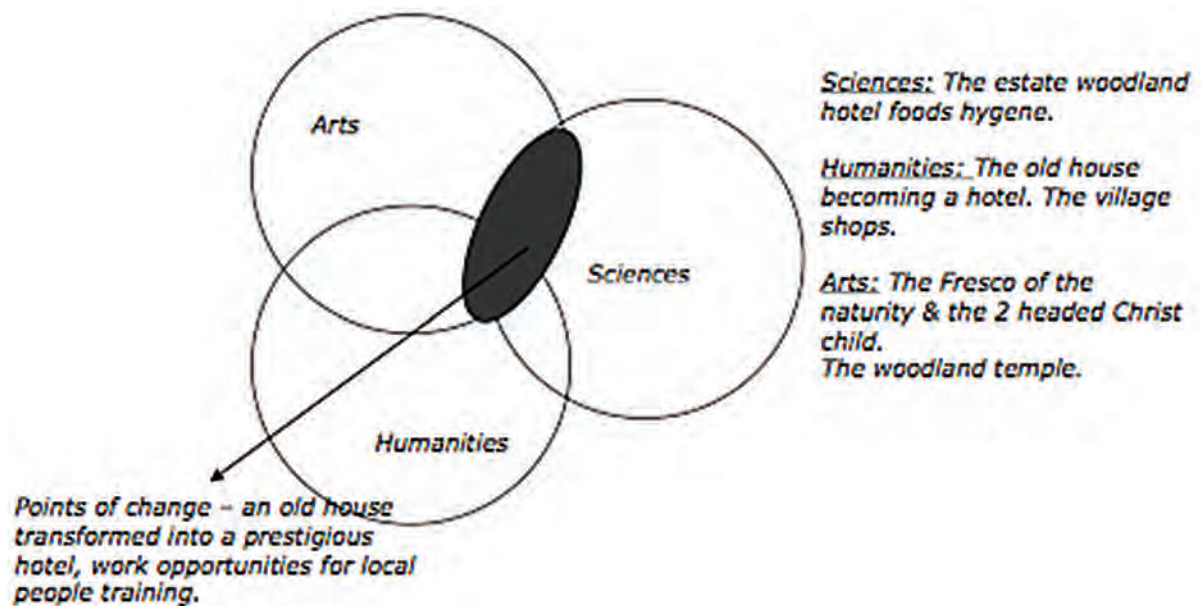 Arts
Sciences
Humanities
Sciences: The estate woodland
hotel foods hygene.
Humanities: The old house
becoming a hotel. The village
shops.
Arts: The Fresco of the
naturity & the 2 headed Christ
child.
The woodland temple.
Points of change – an old house
transformed into a prestigious
hotel, work opportunities for local
people training.